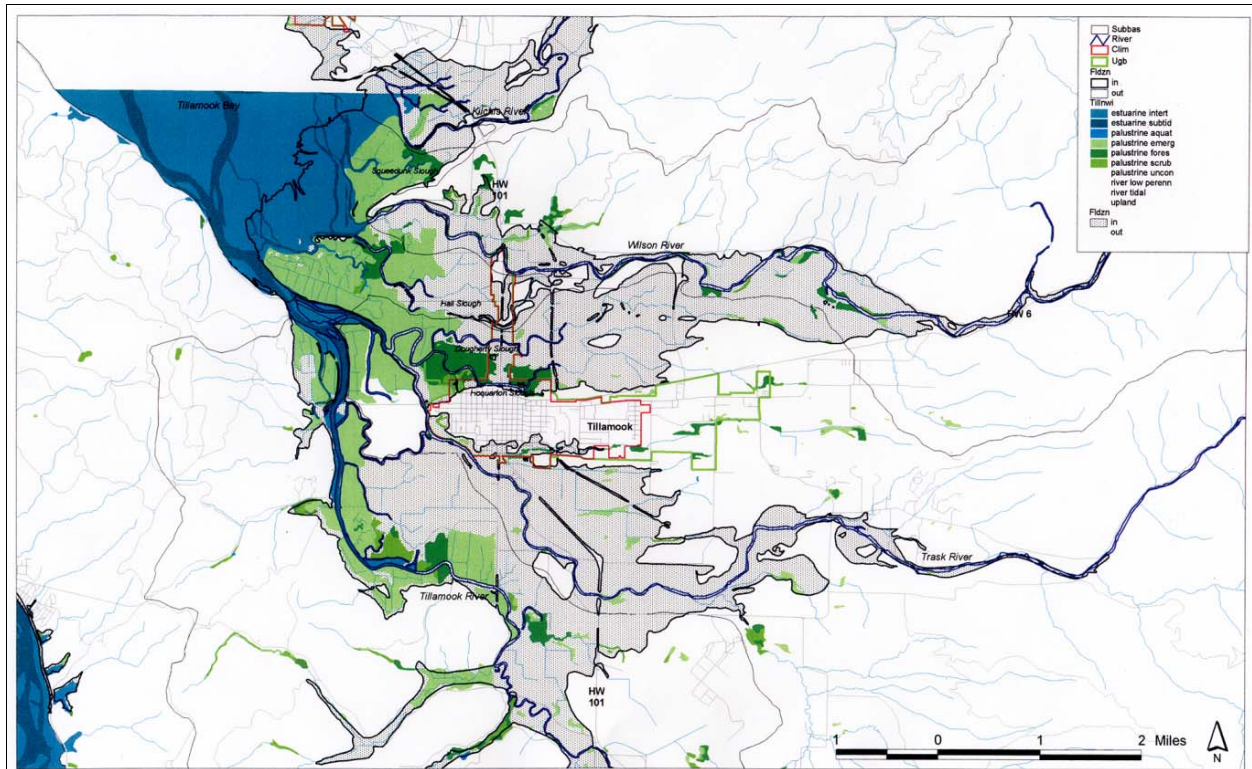 Subbas
River
Clim
Ugb
Fldzn
in
out
Tillnwi
estuarine intert
estuarine subtid
palustrine aquat
palustrine emerg
palustrine fores
palustrine scrub
palustrine uncon
river low perenn
river tidal
upland
Fldzn
in
out
Tillamook Bay
Kilchis River
Squeedunk Slough
HW
101
Wilson River
Hall Slough
HW 6
Dougherty Slough
Hoquarton Slough
Tillamook
Trask River
Tillamook River
HW
101
1 0 1 2 Miles
N